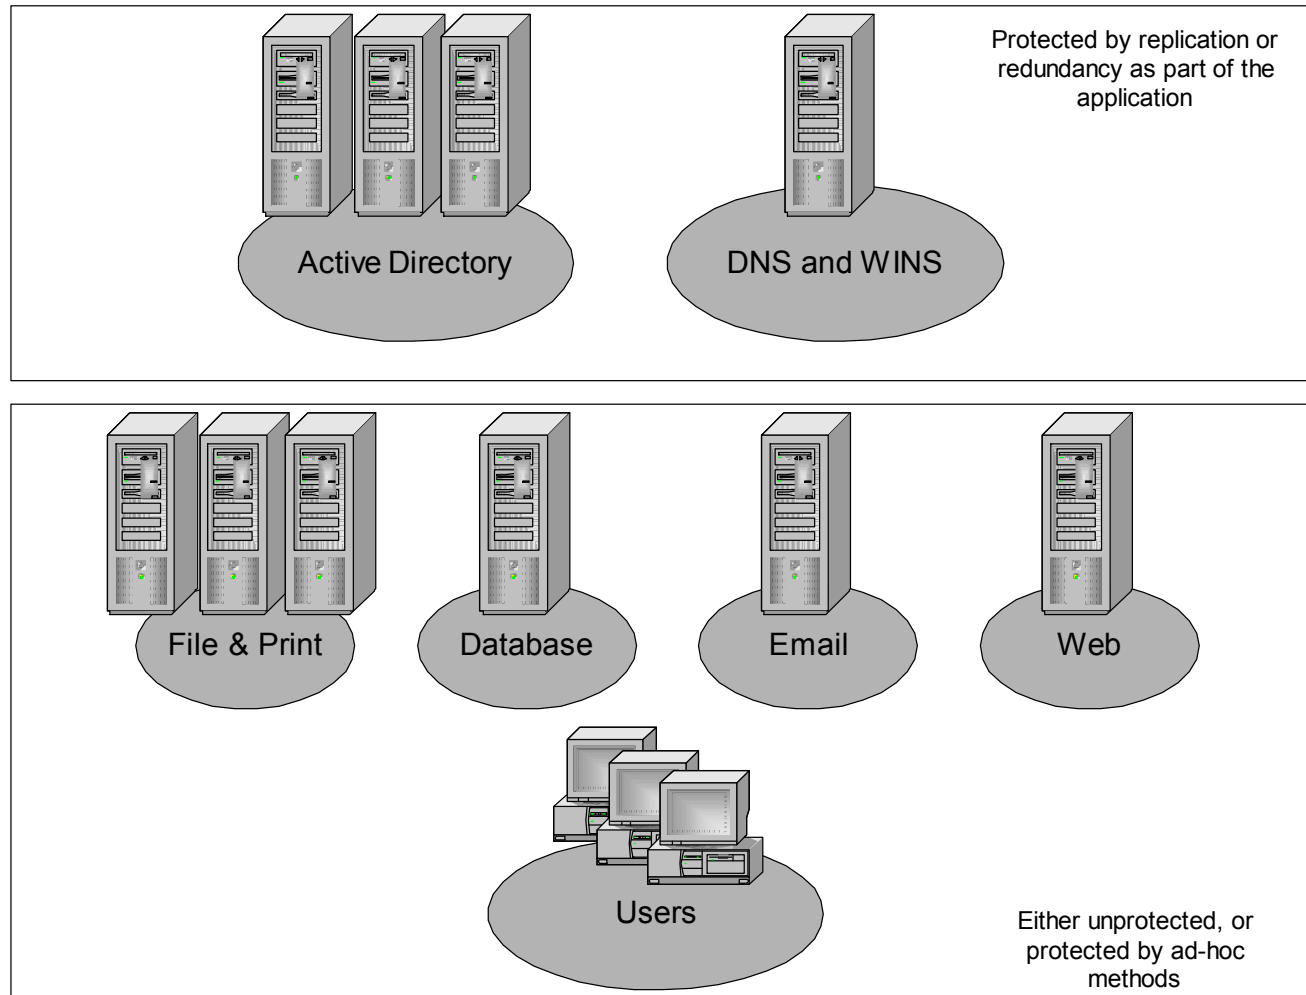 Protected by replication or
redundancy as part of the
application
Active Directory
DNS and WINS
File & Print
Database
Email
Web
Users
Either unprotected, or
protected by ad-hoc
methods